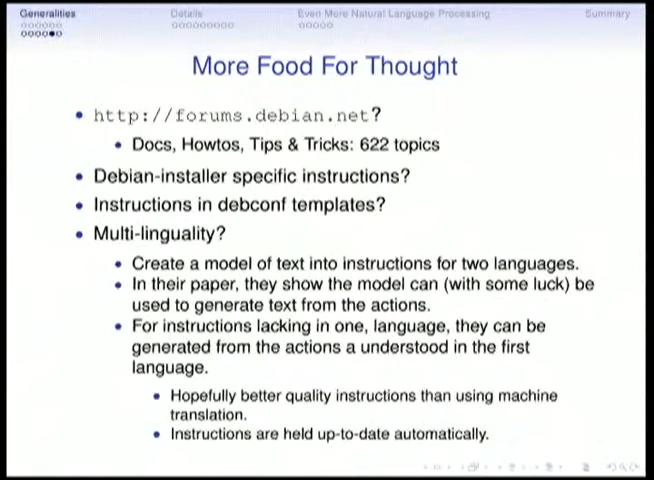 Generalities Details Even More Natural Language Processing Summary
More Food For Thought
http://forums.debian.net?
Docs, Howtos, Tips & Tricks: 622 topics
Debian-installer specific instructions?
Instructions in debconf templates?
Multi-linguality?
Create a model of text into instructions for two languages.
In their paper, they show the model can (with some luck) be
used to generate text from the actions.
For instructions lacking in one, language, they can be
generated from the actions a understood in the first
language.
Hopefully better quality instructions than using machine
translation.
Instructions are held up-to-date automatically.